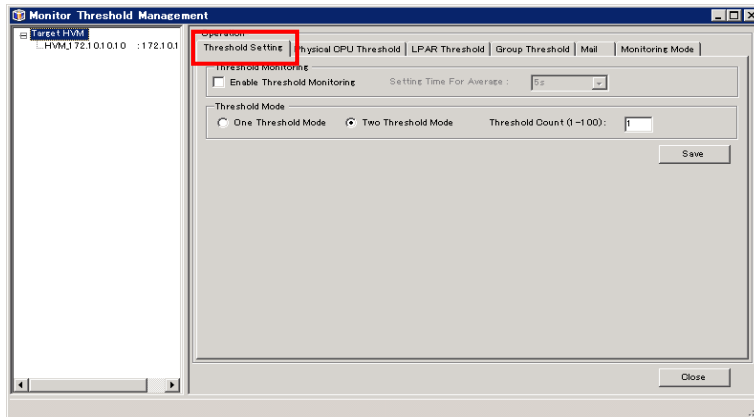 Monitor Threshold Management
Target HVM
HVM_172.10.10.10 :172.10.1
Operation
Threshold Setting Physical CPU Threshold LPAR Threshold Group Threshold Mail Monitoring Mode
Threshold Monitoring
Enable Threshold Monitoring Setting Time For Average : 5s
Threshold Mode
One Threshold Mode Two Threshold Mode Threshold Count (1-100): 1
Save
Close